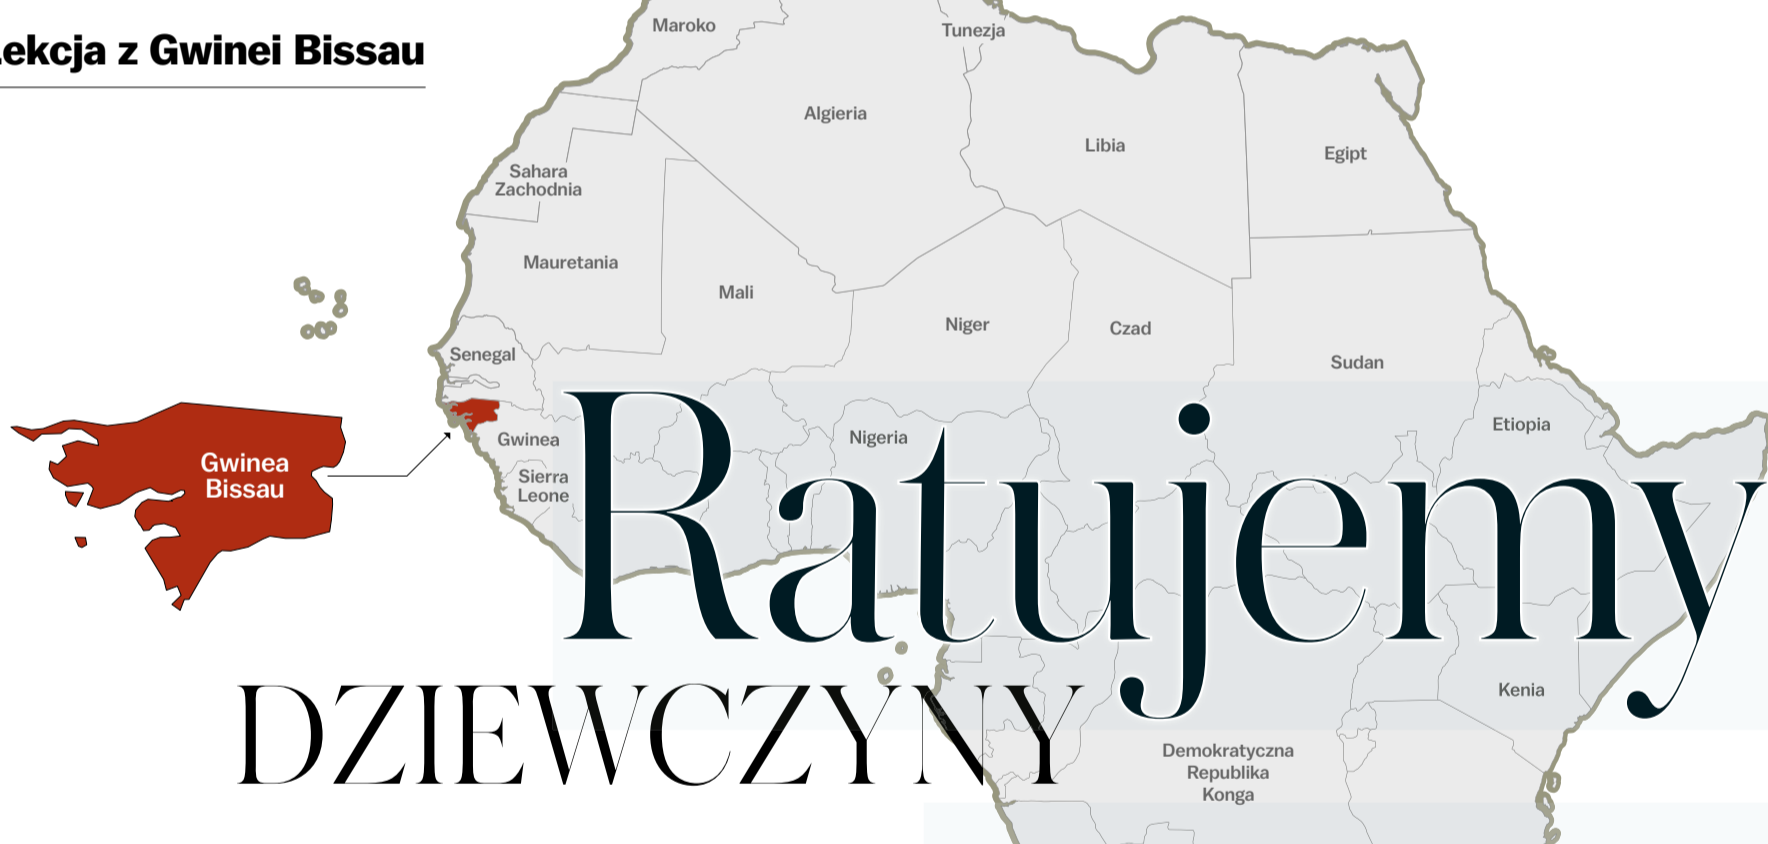 Lekcja z Gwinei Bissau
Maroko
Tunezja
Algieria
Libia
Egipt
Sahara
Zachodnia
Mauretania
Mali
Niger
Czad
Sudan
Senegal
Gwinea
Bissau
Gwinea
Sierra
Leone
Nigeria
Etiopia
Ratujemy
DZIEWCZYNY
Kenia
Demokratyczna
Republika
Konga